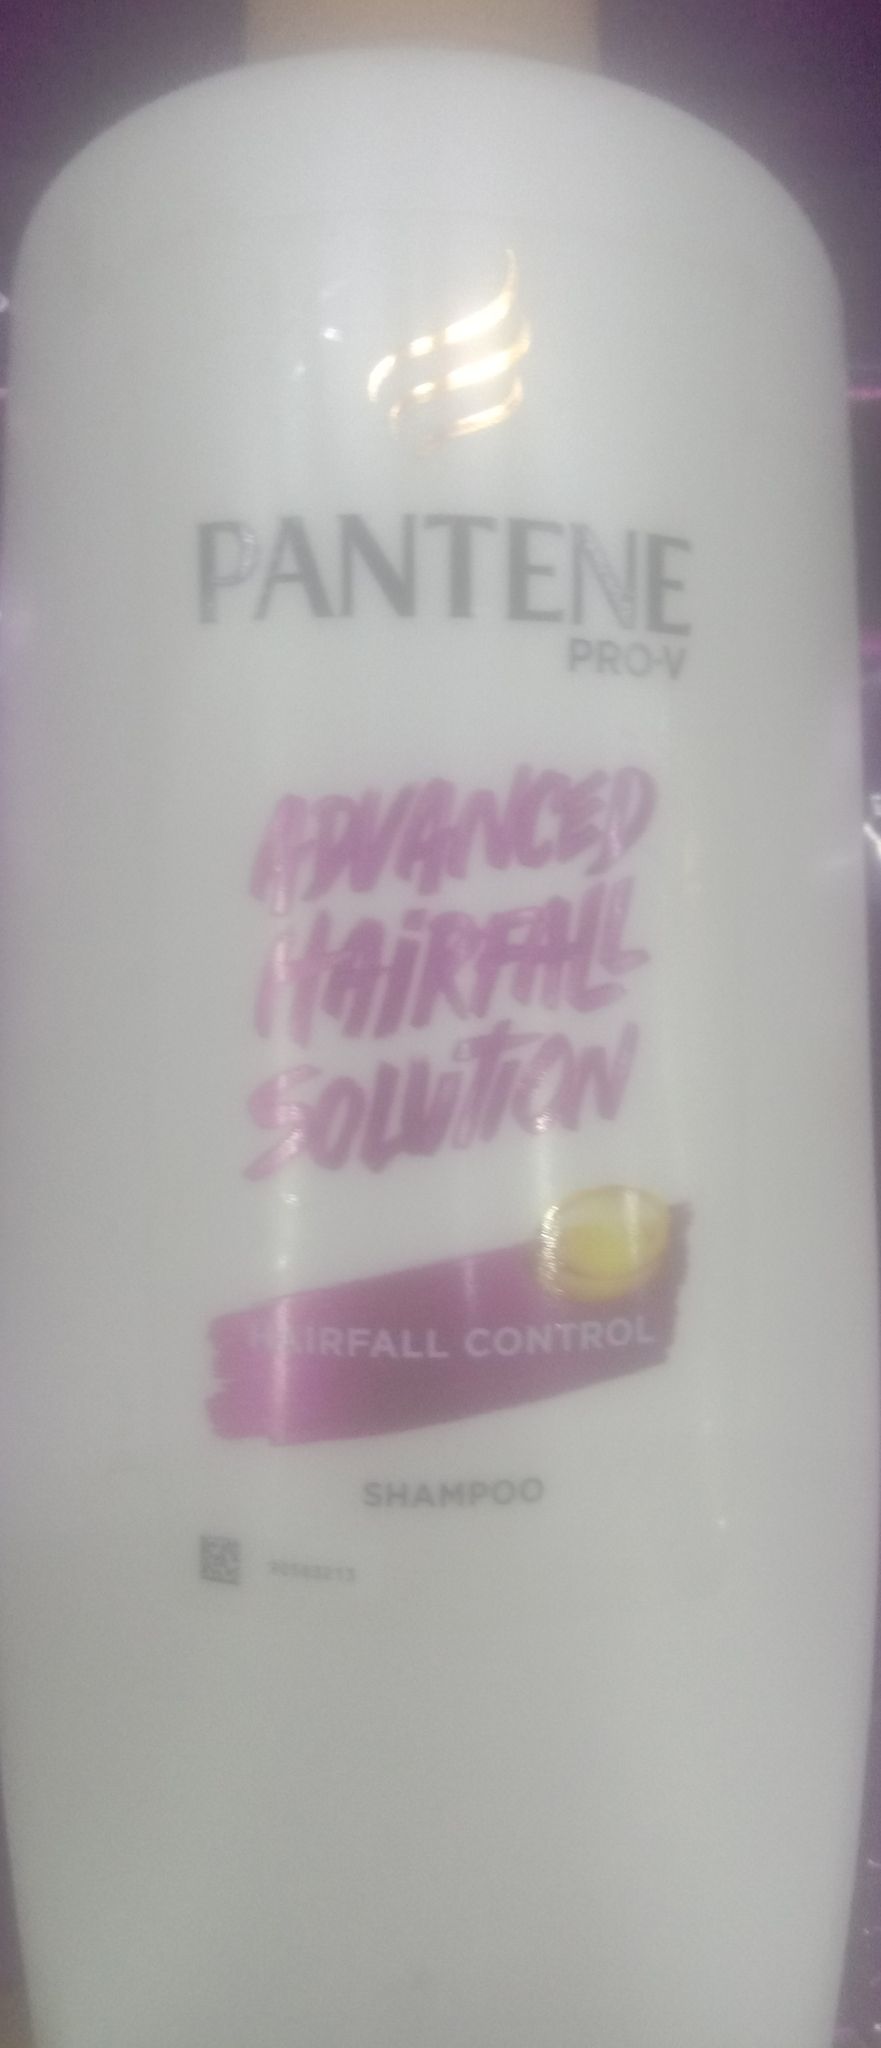 PANTENE
PRO-V
ADVANCED
HAiRFALL
SOLUTiON
HAIRFALL CONTROL
SHAMPOO